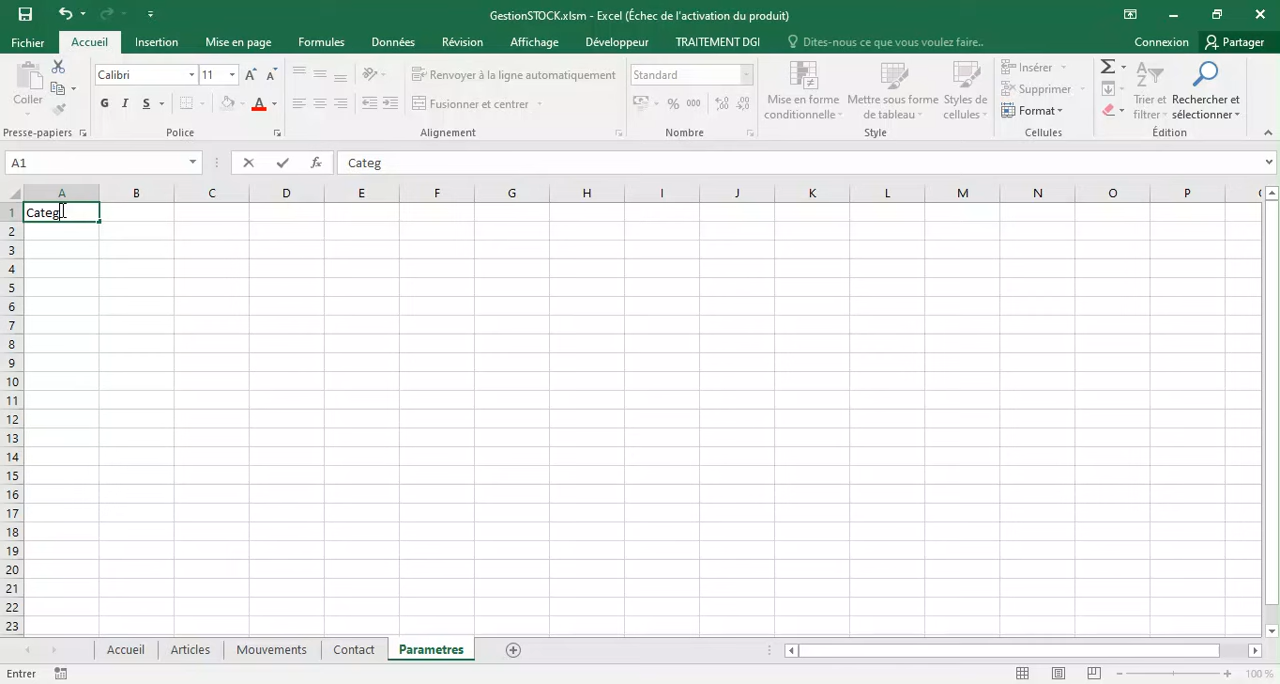 GestionSTOCK.xlsm - Excel (Échec de l'activation du produit)
Fichier Accueil Insertion Mise en page Formules Données Révision Affichage Développeur TRAITEMENT DGI Dites-nous ce que vous voulez faire.. Connexion Partager
Coller Calibri 11 Renvoyer à la ligne automatiquement Standard Insérer
G I S Fusionner et centrer % 000 Mise en forme conditionnelle Mettre sous forme de tableau Styles de cellules Supprimer Format Trier et filtrer Rechercher et sélectionner
Presse-papiers Police Alignement Nombre Style Cellules Édition
A1 fx Categ
A B C D E F G H I J K L M N O P
1 Categ
2
3
4
5
6
7
8
9
10
11
12
13
14
15
16
17
18
19
20
21
22
23
Accueil Articles Mouvements Contact Parametres
Entrer 100 %